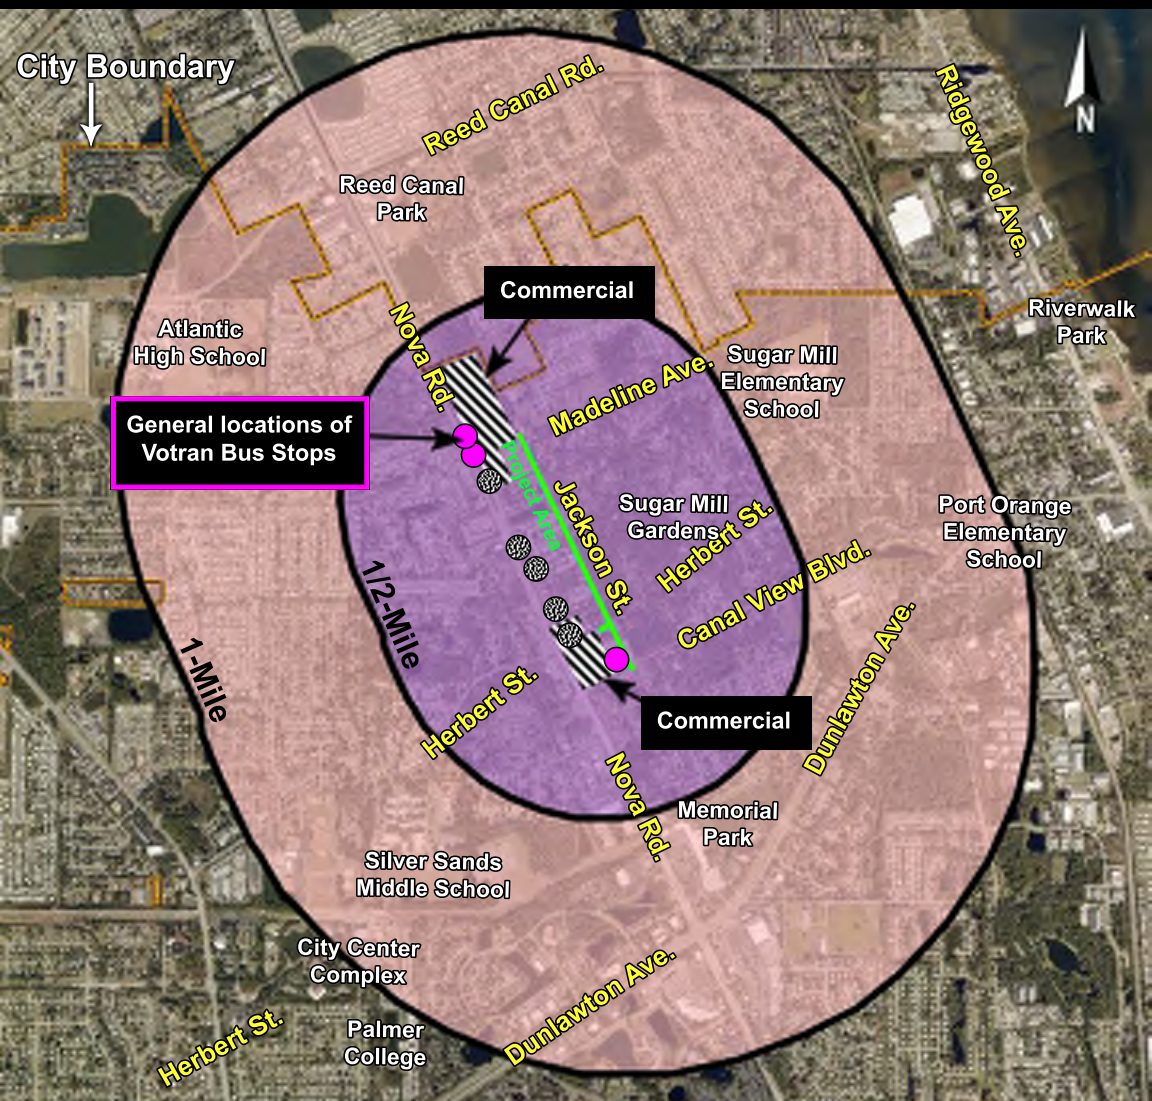 City Boundary
Reed Canal Rd.
Ridgewood Ave.
N
Reed Canal
Park
Commercial
Nova Rd.
Riverwalk
Park
Atlantic
High School
Sugar Mill
Elementary
School
Madeline Ave.
General locations of
Votran Bus Stops
Project Area
Jackson St.
Sugar Mill
Gardens
Herbert St.
Port Orange
Elementary
School
Canal View Blvd.
1/2-Mile
1-Mile
Herbert St.
Dunlawton Ave.
Commercial
Nova Rd.
Memorial
Park
Silver Sands
Middle School
City Center
Complex
Dunlawton Ave.
Palmer
College
Herbert St.